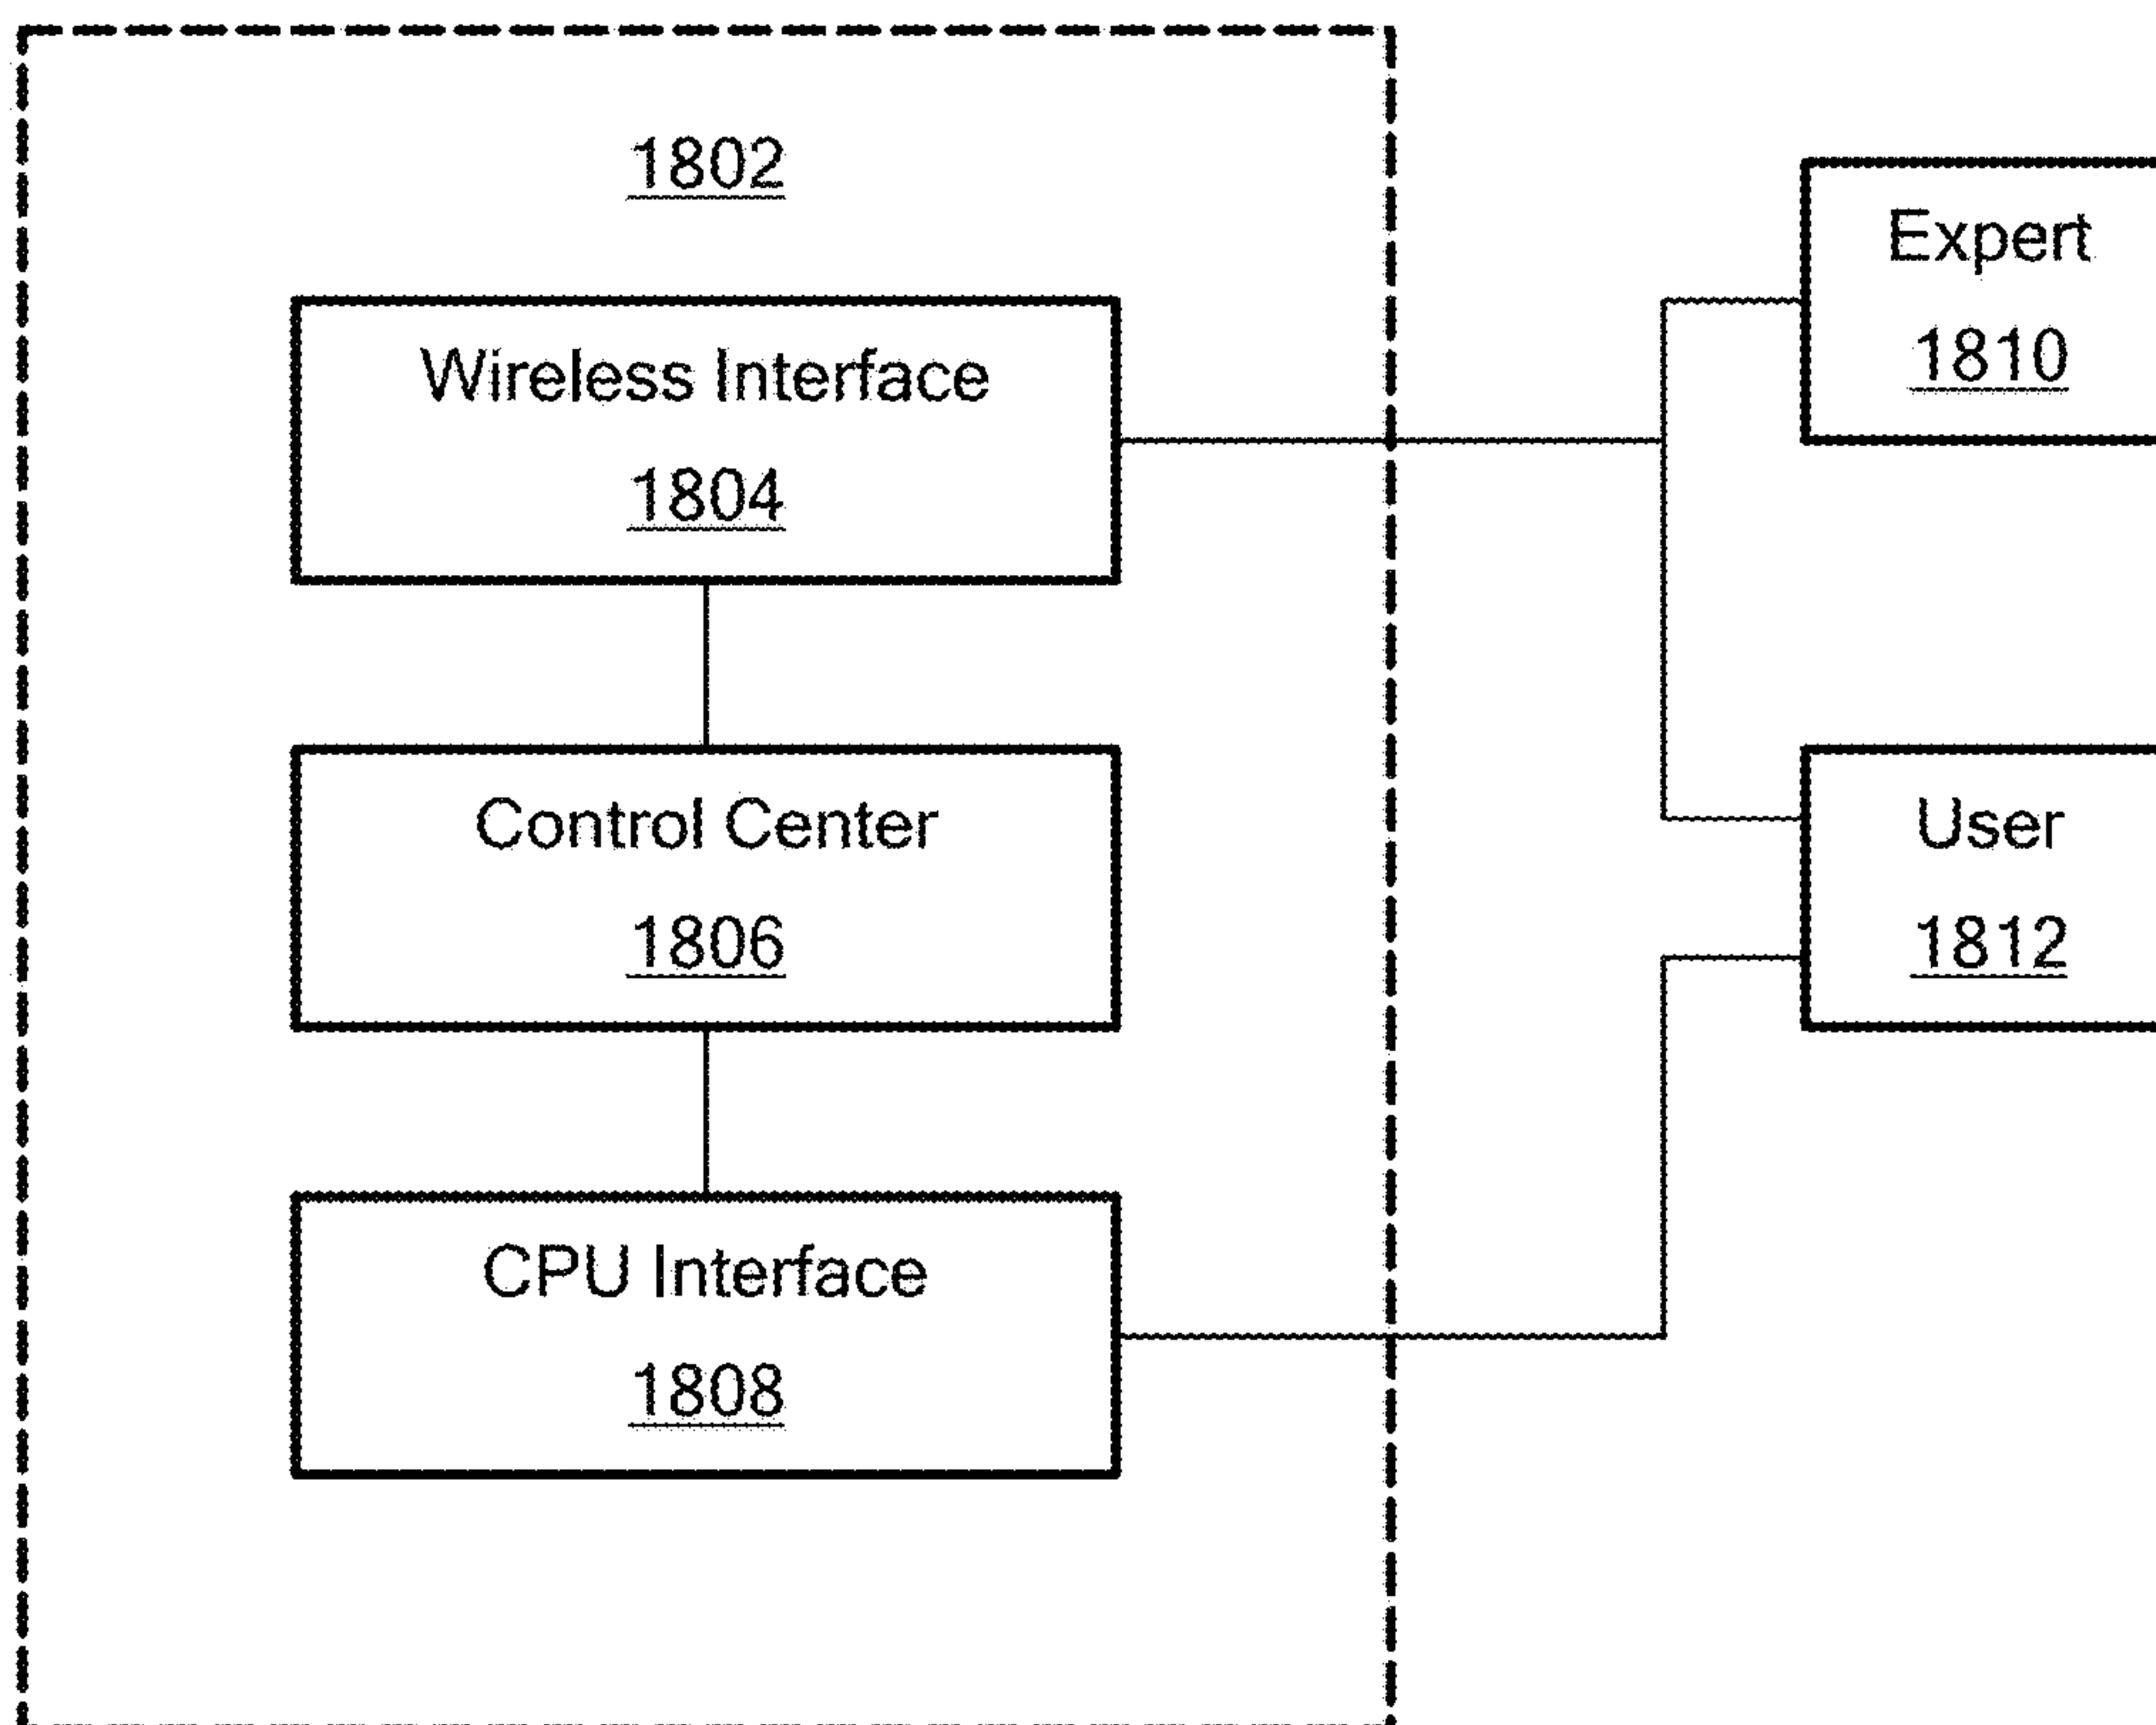 1802
Wireless Interface
1804
Control Center
1806
CPU Interface
1808
Expert
1810
User
1812